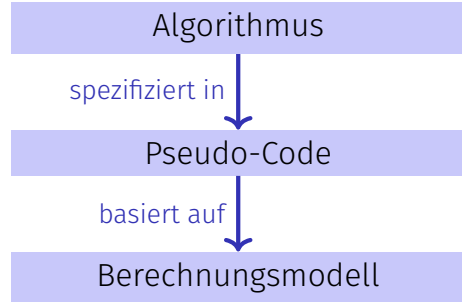 Algorithmus
spezifiziert in
Pseudo-Code
basiert auf
Berechnungsmodell